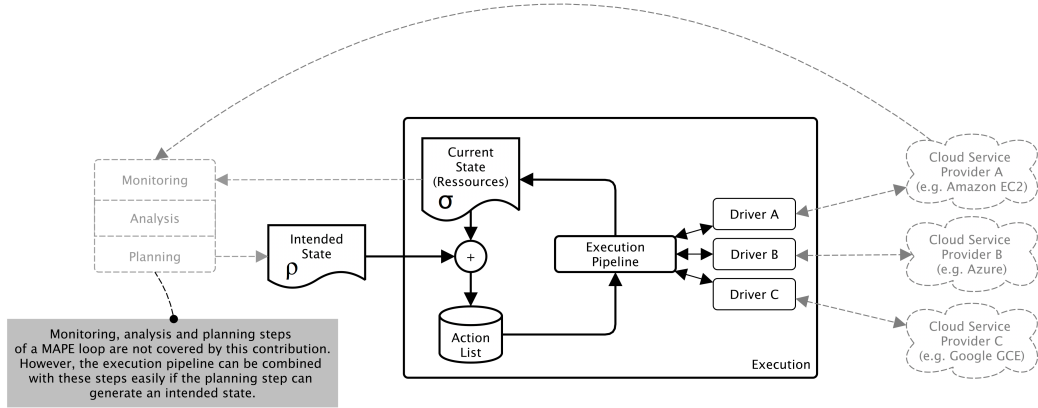 Monitoring
Analysis
Planning
Intended
State
ρ
Current
State
(Ressources)
σ
+
Action
List
Execution
Pipeline
Driver A
Driver B
Driver C
Execution
Cloud Service
Provider A
(e.g. Amazon EC2)
Cloud Service
Provider B
(e.g. Azure)
Cloud Service
Provider C
(e.g. Google GCE)
Monitoring, analysis and planning steps
of a MAPE loop are not covered by this contribution.
However, the execution pipeline can be combined
with these steps easily if the planning step can
generate an intended state.